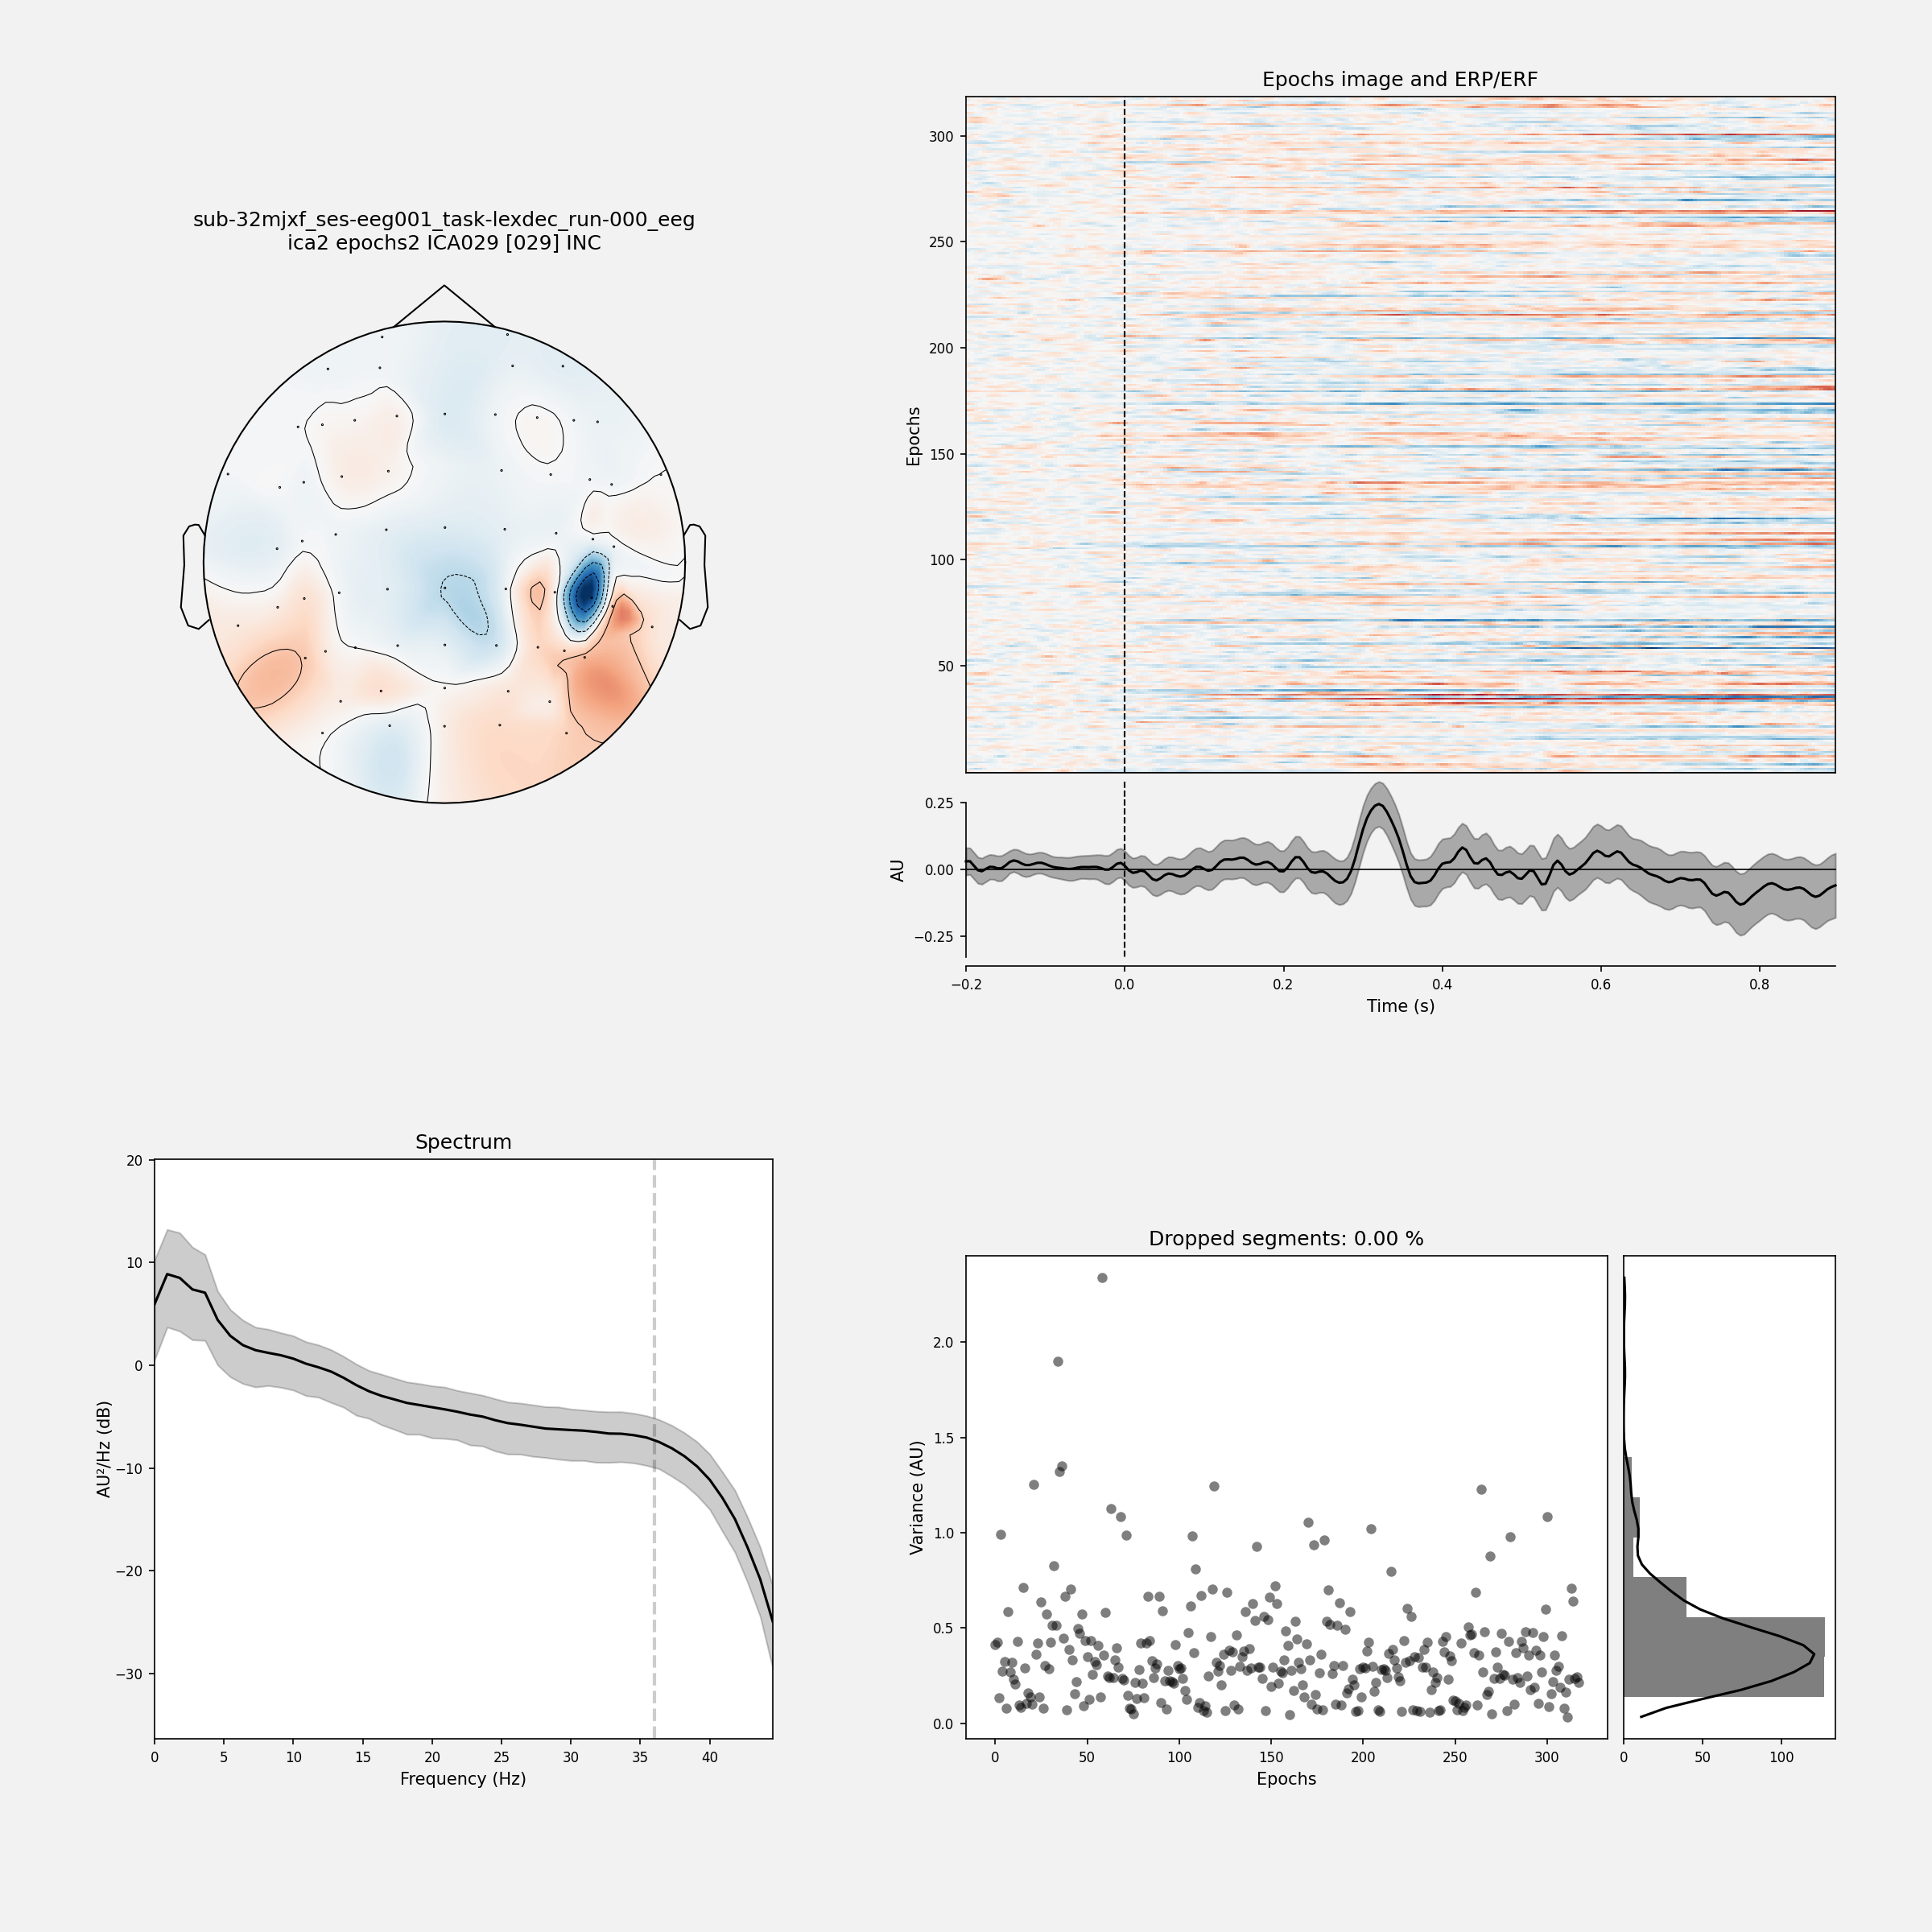 sub-32mjxf_ses-eeg001_task-lexdec_run-000_eeg
ica2 epochs2 ICA029 [029] INC
Epochs image and ERP/ERF
300
250
200
150
100
50
Epochs
0.25
0.00
−0.25
AU
−0.2 0.0 0.2 0.4 0.6 0.8
Time (s)
Spectrum
20
10
0
−10
−20
−30
AU²/Hz (dB)
0 5 10 15 20 25 30 35 40
Frequency (Hz)
Dropped segments: 0.00 %
2.0
1.5
1.0
0.5
0.0
Variance (AU)
0 50 100 150 200 250 300
Epochs
0 50 100